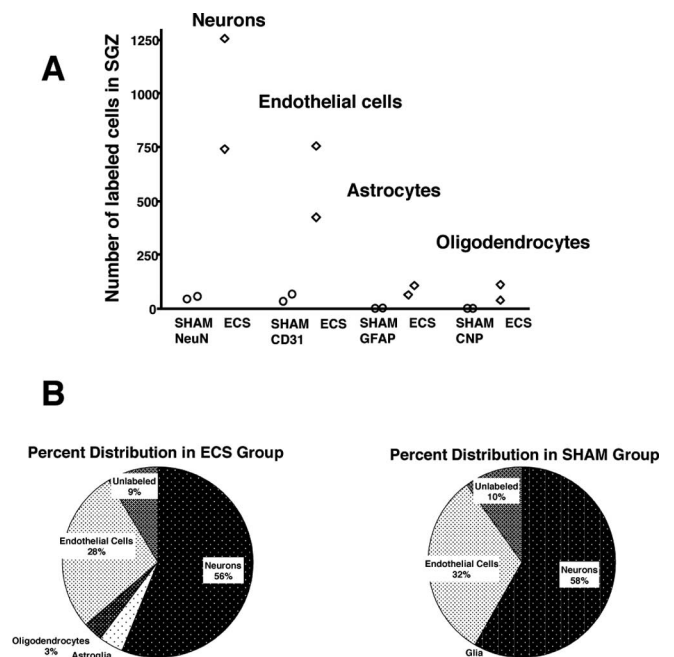 A
Number of labeled cells in SGZ
1250
1000
750
500
250
0
Neurons
Endothelial cells
Astrocytes
Oligodendrocytes
SHAM ECS SHAM ECS SHAM ECS SHAM ECS
NeuN CD31 GFAP CNP
B
Percent Distribution in ECS Group
Unlabeled
9%
Endothelial Cells
28%
Neurons
56%
Oligodendrocytes
3%
Astroglia
Percent Distribution in SHAM Group
Unlabeled
10%
Endothelial Cells
32%
Neurons
58%
Glia